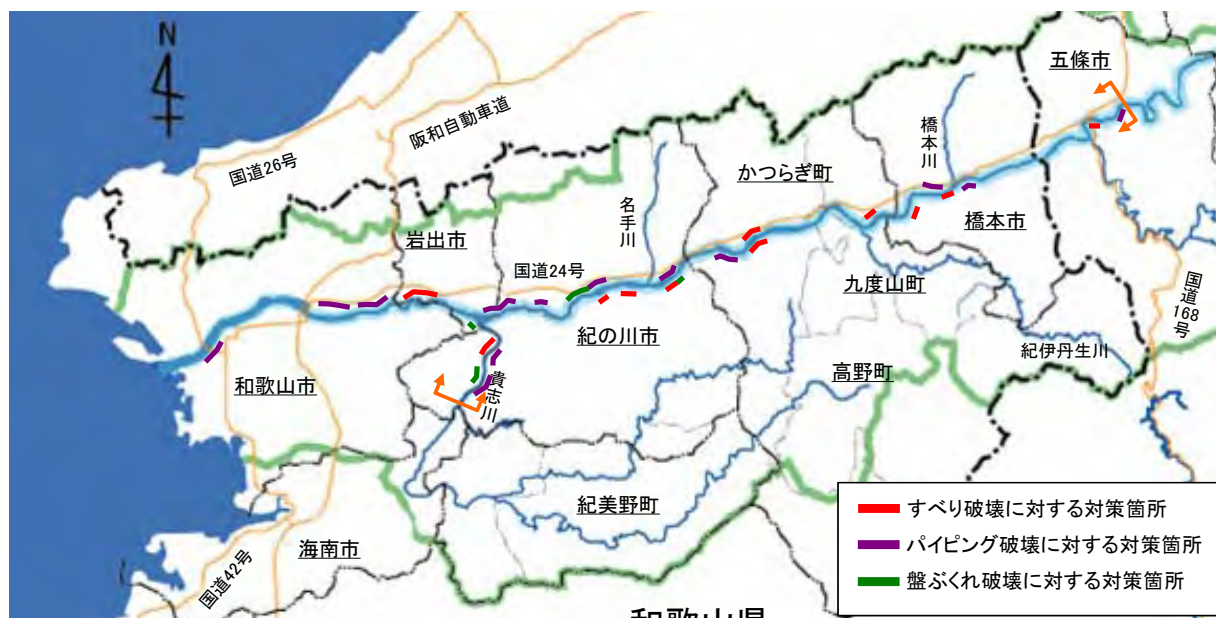 N
五條市
阪和自動車道
橋本川
国道26号
かつらぎ町
名手川
橋本市
岩出市
国道24号
九度山町
国道168号
紀の川市
紀伊丹生川
高野町
和歌山市
貴志川
紀美野町
海南市
国道42号
和歌山県
すべり破壊に対する対策箇所
パイピング破壊に対する対策箇所
盤ぶくれ破壊に対する対策箇所